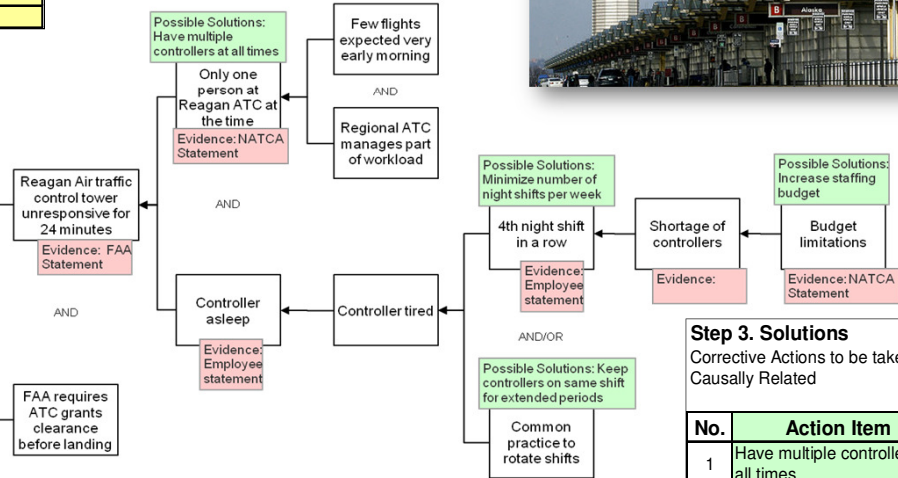 Possible Solutions:
Have multiple
controllers at all times
Only one
person at
Reagan ATC at
the time
Evidence: NATCA
Statement
Few flights
expected very
early morning
AND
Regional ATC
manages part
of workload
B
Alaska
Reagan Air traffic
control tower
unresponsive for
24 minutes
Evidence: FAA
Statement
AND
AND
FAA requires
ATC grants
clearance
before landing
Controller
asleep
Evidence:
Employee
statement
Controller tired
Possible Solutions:
Minimize number of
night shifts per week
4th night shift
in a row
Evidence:
Employee
statement
AND/OR
Possible Solutions: Keep
controllers on same shift
for extended periods
Common
practice to
rotate shifts
Shortage of
controllers
Evidence:
Possible Solutions:
Increase staffing
budget
Budget
limitations
Evidence: NATCA
Statement
Step 3. Solutions
Corrective Actions to be take
Causally Related
No. Action Item
1 Have multiple controlle
all times